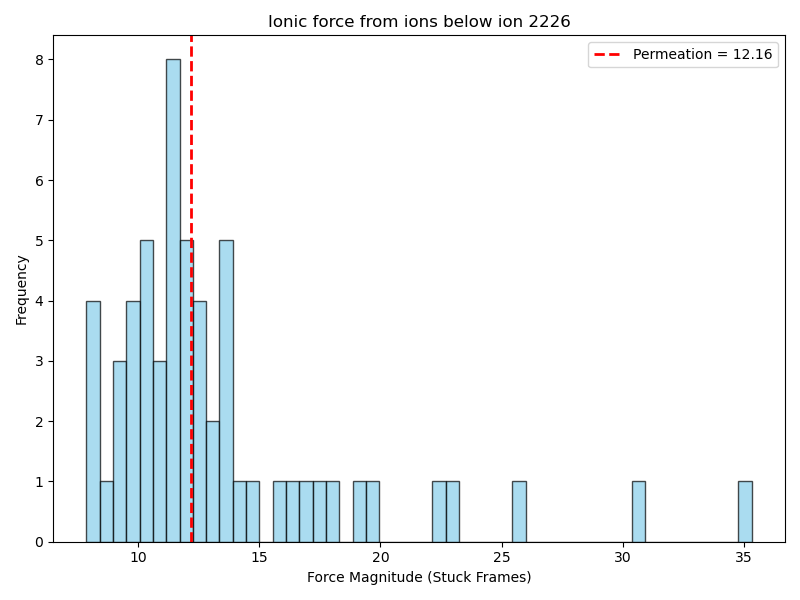 Ionic force from ions below ion 2226
Permeation = 12.16
8
7
6
5
4
3
2
1
0
Frequency
10 15 20 25 30 35
Force Magnitude (Stuck Frames)